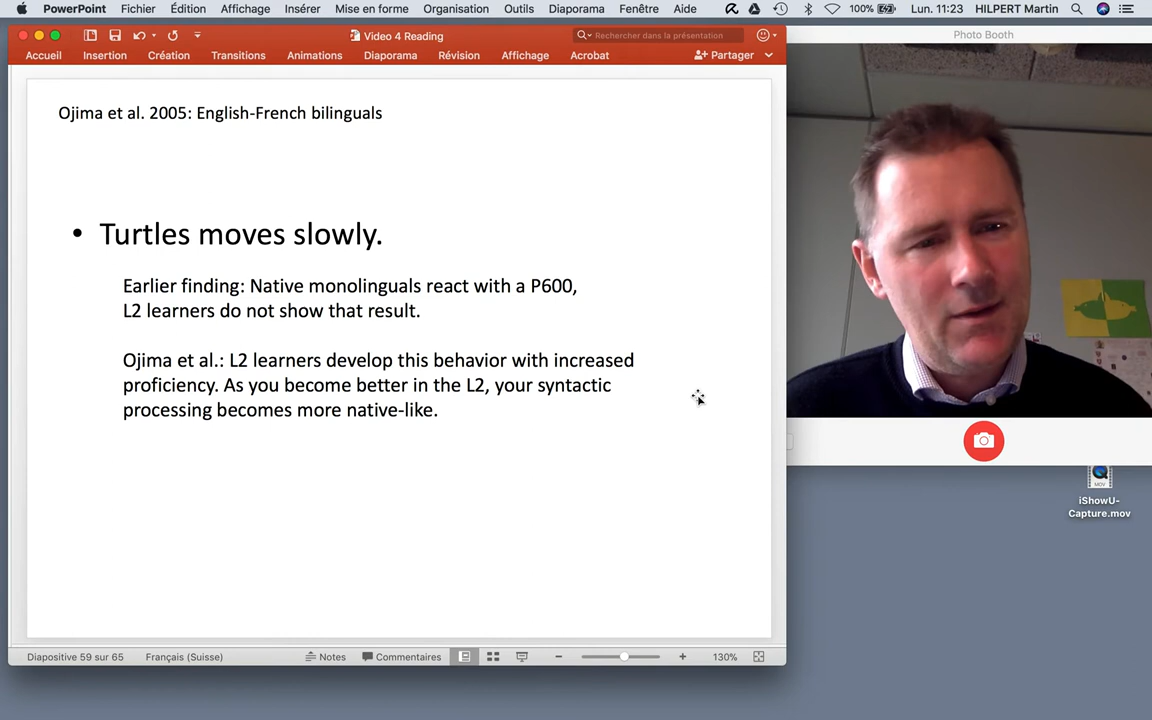 PowerPoint Fichier Édition Affichage Insérer Mise en forme Organisation Outils Diaporama Fenêtre Aide 100% Lun. 11:23 HILPERT Martin
Video 4 Reading
Rechercher dans la présentation
Photo Booth
Accueil Insertion Création Transitions Animations Diaporama Révision Affichage Acrobat Partager
Ojima et al. 2005: English-French bilinguals
• Turtles moves slowly.
Earlier finding: Native monolinguals react with a P600,
L2 learners do not show that result.
Ojima et al.: L2 learners develop this behavior with increased
proficiency. As you become better in the L2, your syntactic
processing becomes more native-like.
MOV
iShowU-
Capture.mov
Diapositive 59 sur 65 Français (Suisse) Notes Commentaires 130%